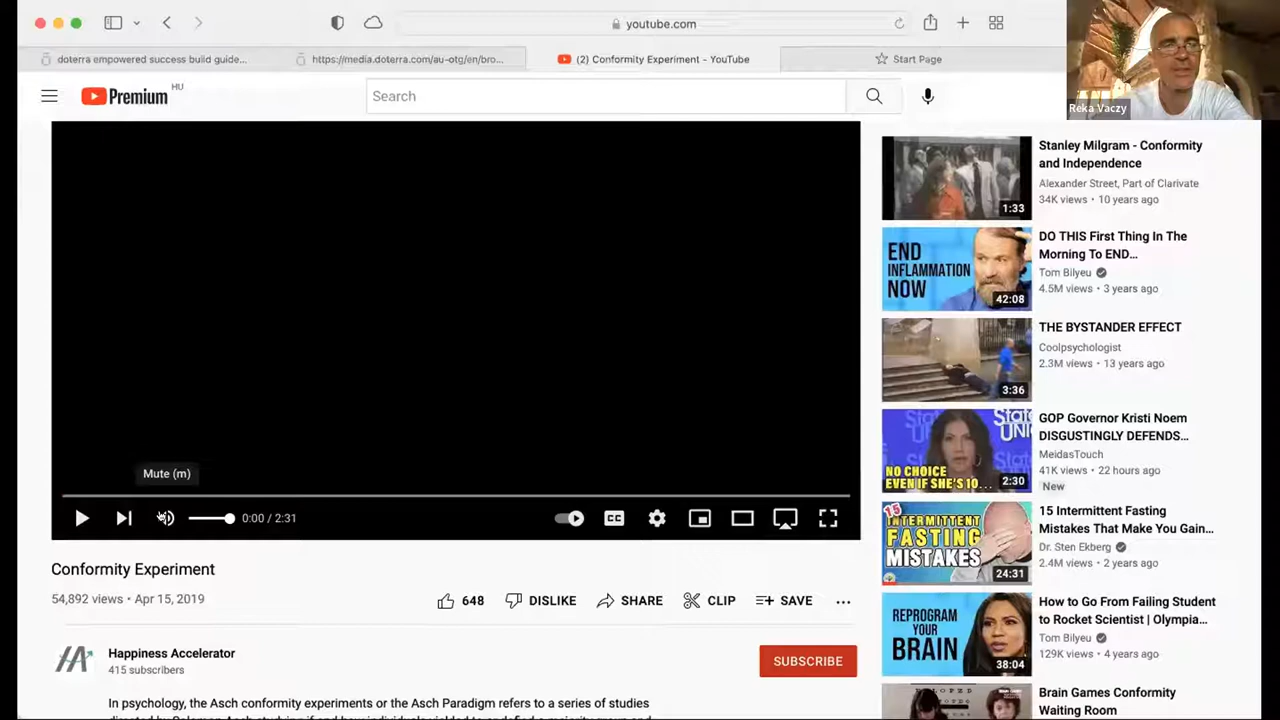 youtube.com
doterra empowered success build guide...
https://media.doterra.com/au-otg/en/bro...
(2) Conformity Experiment - YouTube
Start Page
Reka Vaczy
Premium
HU
Search
Mute (m)
0:00 / 2:31
CC
Conformity Experiment
54,892 views • Apr 15, 2019
648
DISLIKE
SHARE
CLIP
SAVE
Happiness Accelerator
415 subscribers
SUBSCRIBE
In psychology, the Asch conformity experiments or the Asch Paradigm refers to a series of studies
1:33
Stanley Milgram - Conformity
and Independence
Alexander Street, Part of Clarivate
34K views • 10 years ago
END
INFLAMMATION
NOW
42:08
DO THIS First Thing In The
Morning To END...
Tom Bilyeu
4.5M views • 3 years ago
3:36
THE BYSTANDER EFFECT
Coolpsychologist
2.3M views • 13 years ago
NO CHOICE
EVEN IF SHE'S 10...
2:30
GOP Governor Kristi Noem
DISGUSTINGLY DEFENDS...
MeidasTouch
41K views • 22 hours ago
New
15
INTERMITTENT
FASTING
MISTAKES
24:31
15 Intermittent Fasting
Mistakes That Make You Gain...
Dr. Sten Ekberg
2.4M views • 2 years ago
REPROGRAM
YOUR
BRAIN
38:04
How to Go From Failing Student
to Rocket Scientist | Olympia...
Tom Bilyeu
129K views • 4 years ago
Brain Games Conformity
Waiting Room